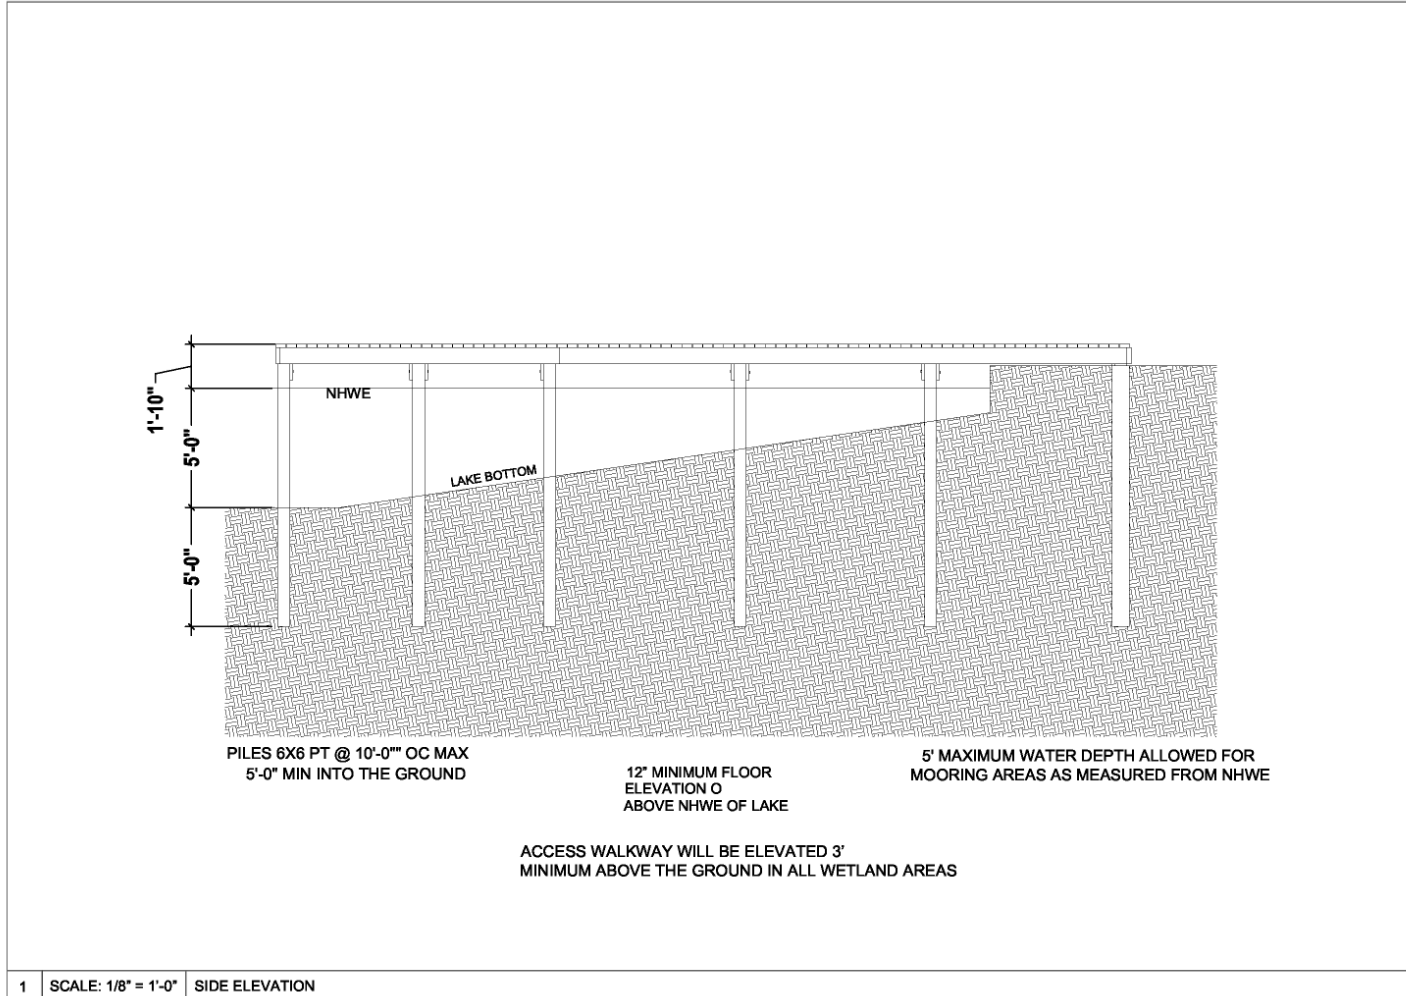 1'-10"
NHWE
5'-0"
LAKE BOTTOM
5'-0"
PILES 6X6 PT @ 10'-0"" OC MAX
5'-0" MIN INTO THE GROUND
12" MINIMUM FLOOR
ELEVATION O
ABOVE NHWE OF LAKE
5' MAXIMUM WATER DEPTH ALLOWED FOR
MOORING AREAS AS MEASURED FROM NHWE
ACCESS WALKWAY WILL BE ELEVATED 3'
MINIMUM ABOVE THE GROUND IN ALL WETLAND AREAS
1 SCALE: 1/8" = 1'-0" SIDE ELEVATION